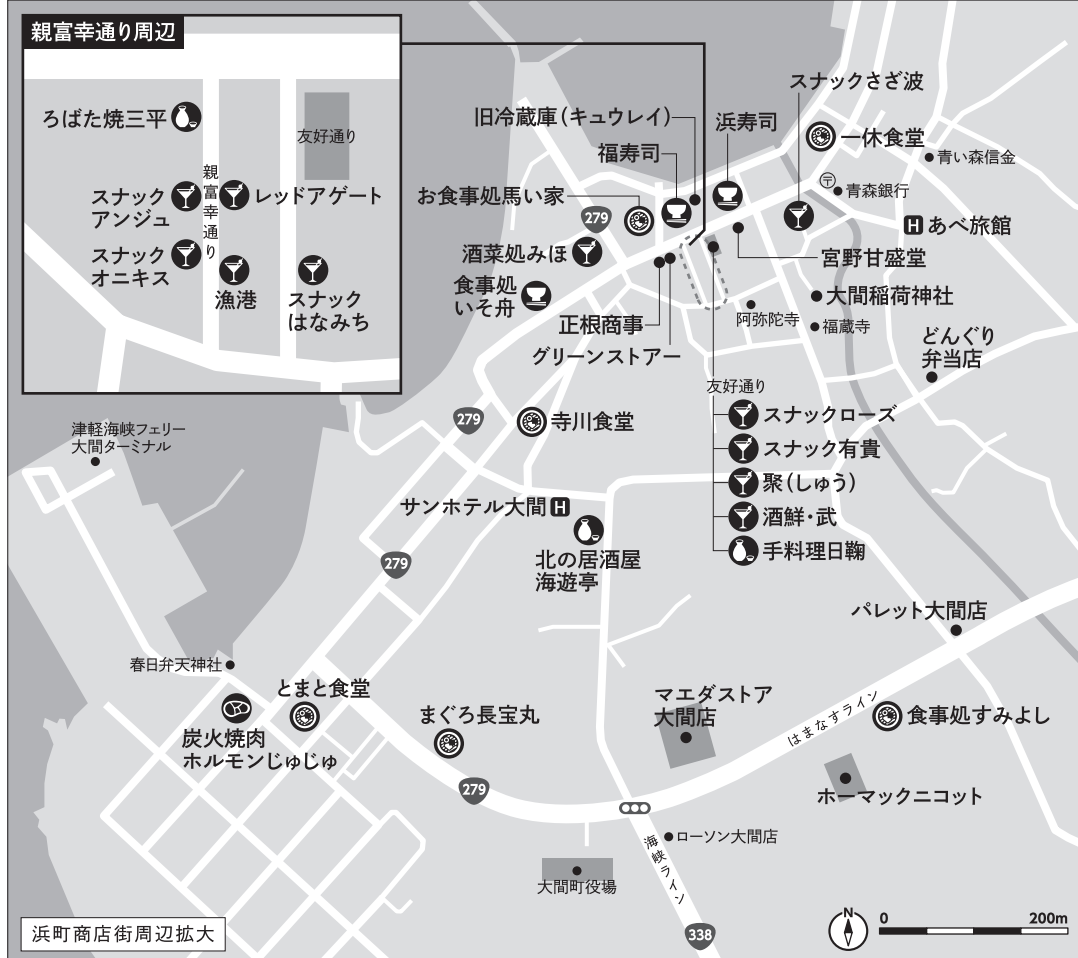 親富幸通り周辺
ろばた焼三平
スナック
アンジュ
スナック
オニキス
親富幸通り
レッドアゲート
漁港
友好通り
スナック
はなみち
旧冷蔵庫(キュウレイ)
浜寿司
スナックさざ波
福寿司
一休食堂
青い森信金
お食事処馬い家
〒
青森銀行
279
H
あべ旅館
酒菜処みほ
宮野甘盛堂
食事処
いそ舟
大間稲荷神社
正根商事
阿弥陀寺
福蔵寺
グリーンストアー
どんぐり
弁当店
友好通り
スナックローズ
スナック有貴
聚(しゅう)
酒鮮・武
手料理日鞠
279
寺川食堂
津軽海峡フェリー
大間ターミナル
サンホテル大間
H
北の居酒屋
海遊亭
279
パレット大間店
春日弁天神社
とまと食堂
炭火焼肉
ホルモンじゅじゅ
まぐろ長宝丸
マエダストア
大間店
はまなすライン
食事処すみよし
279
ホーマックニコット
ローソン大間店
海峡ライン
大間町役場
338
浜町商店街周辺拡大
N
0
200m